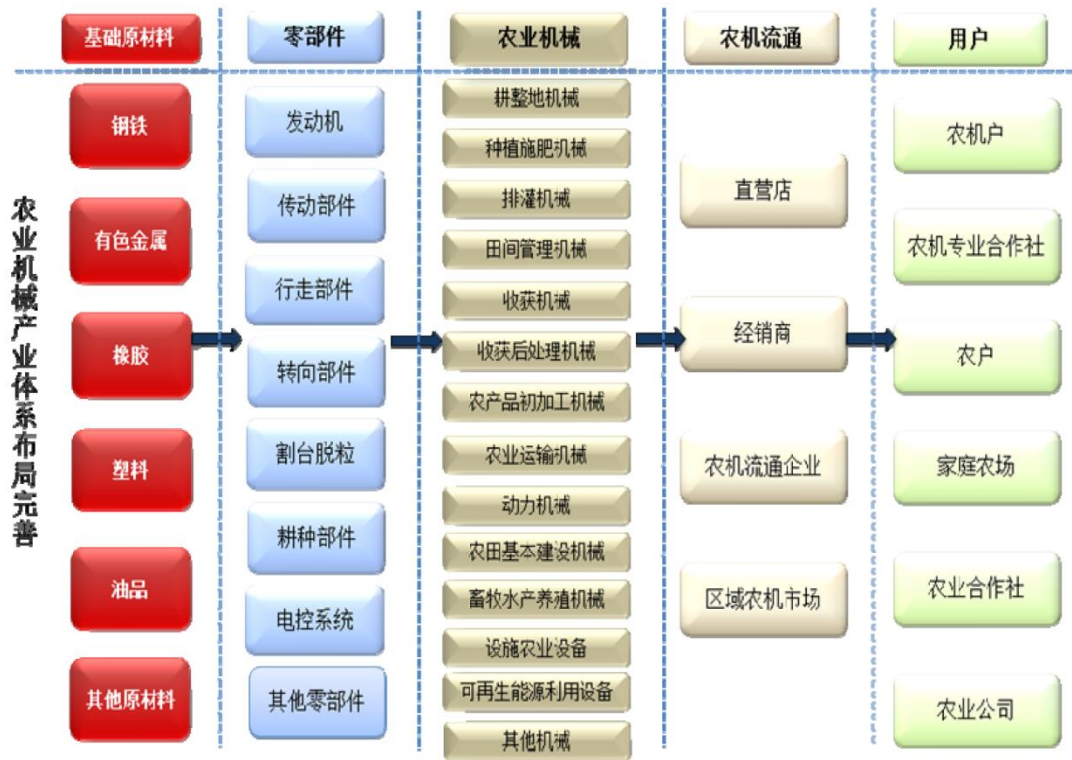 基础原材料
零部件
农业机械
农机流通
用户
农业机械产业体系布局完善
钢铁
有色金属
橡胶
塑料
油品
其他原材料
发动机
传动部件
行走部件
转向部件
割台脱粒
耕种部件
电控系统
其他零部件
耕整地机械
种植施肥机械
排灌机械
田间管理机械
收获机械
收获后处理机械
农产品初加工机械
农业运输机械
动力机械
农田基本建设机械
畜牧水产养殖机械
设施农业设备
可再生能源利用设备
其他机械
直营店
经销商
农机流通企业
区域农机市场
农机户
农机专业合作社
农户
家庭农场
农业合作社
农业公司